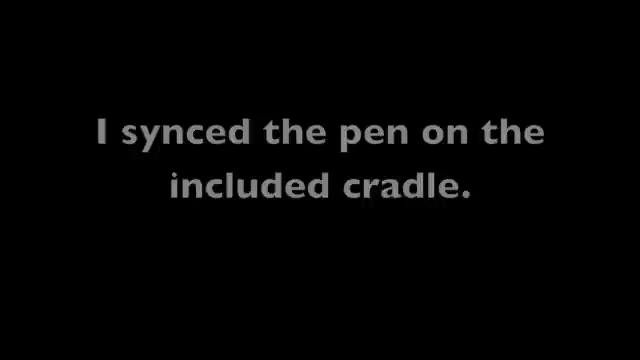 I synced the pen on the
included cradle.